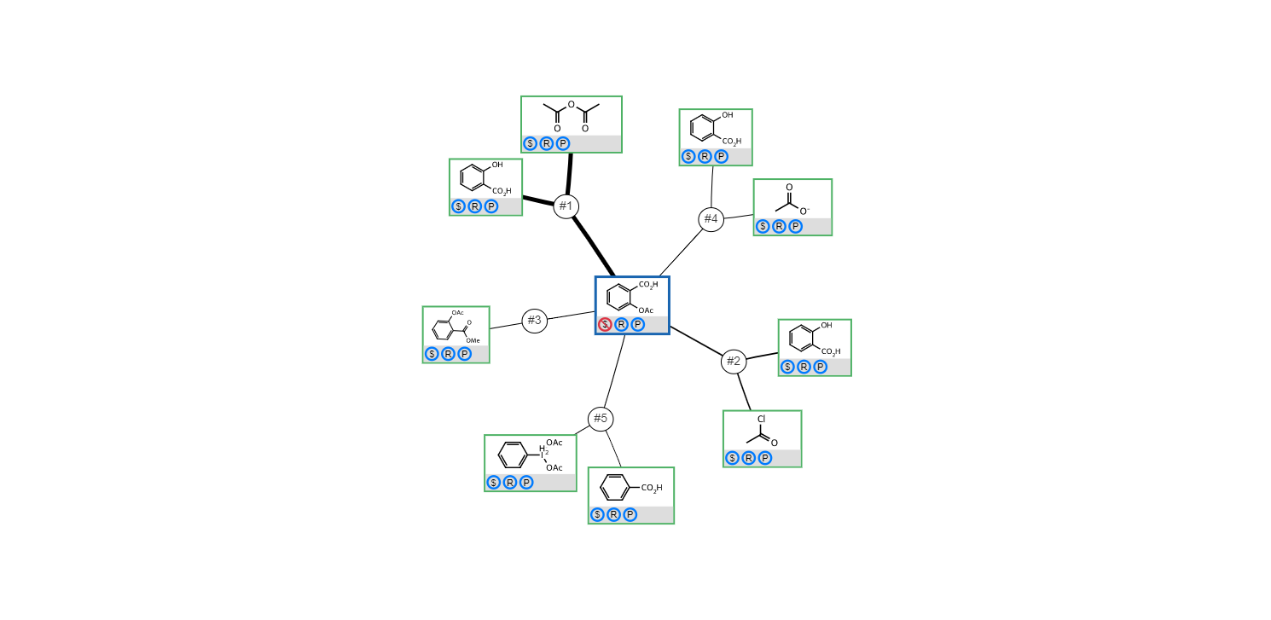 O
O O
$ R P
OH
CO2H
$ R P
#1
OH
CO2H
$ R P
O
O-
$ R P
#4
CO2H
OAc
$ R P
OAc
O
OMe
$ R P
#3
#2
OH
CO2H
$ R P
Cl
O
$ R P
#5
OAc
H
I2
OAc
$ R P
CO2H
$ R P